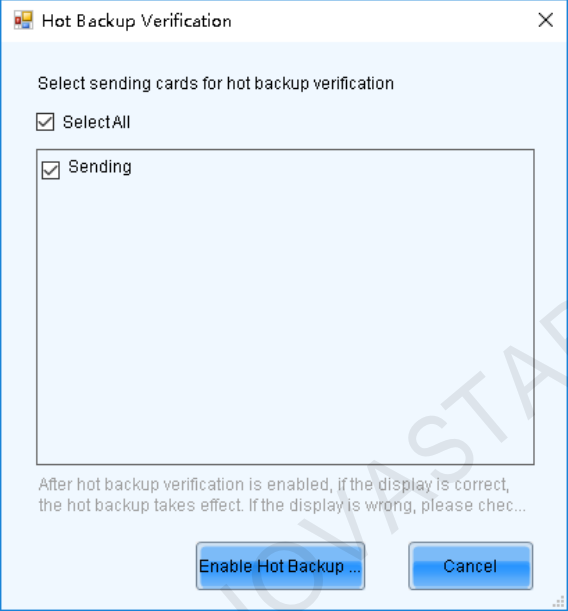 Hot Backup Verification
Select sending cards for hot backup verification
Select All
Sending
After hot backup verification is enabled, if the display is correct,
the hot backup takes effect. If the display is wrong, please chec...
Enable Hot Backup ...
Cancel
NOVASTAR